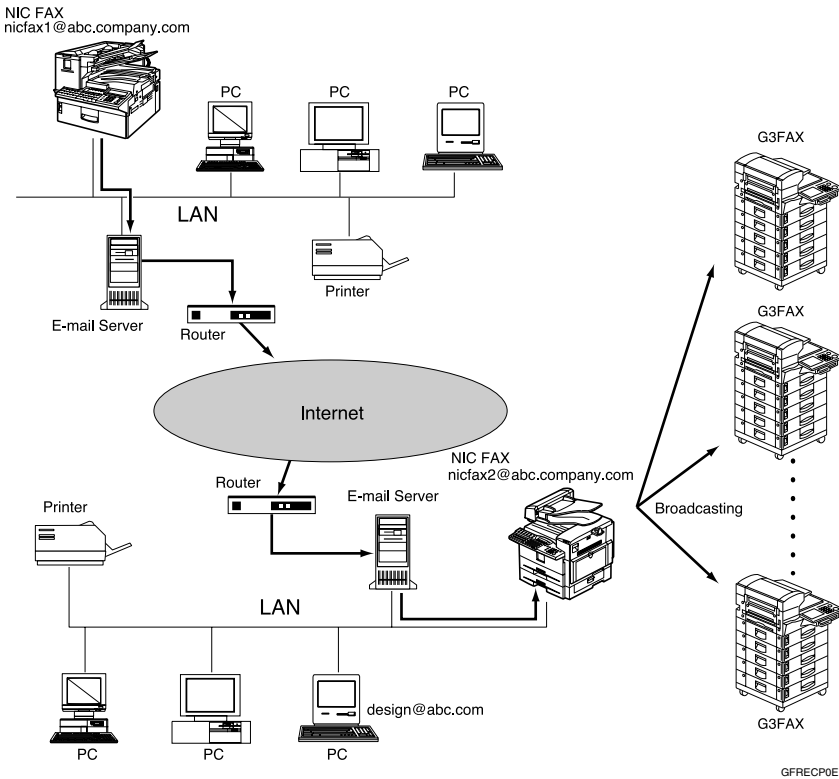 NIC FAX
nicfax1@abc.company.com
PC
PC
PC
G3FAX
LAN
Printer
E-mail Server
Router
G3FAX
Internet
NIC FAX
nicfax2@abc.company.com
Router
E-mail Server
Printer
Broadcasting
LAN
design@abc.com
PC
PC
PC
G3FAX
GFRECP0E